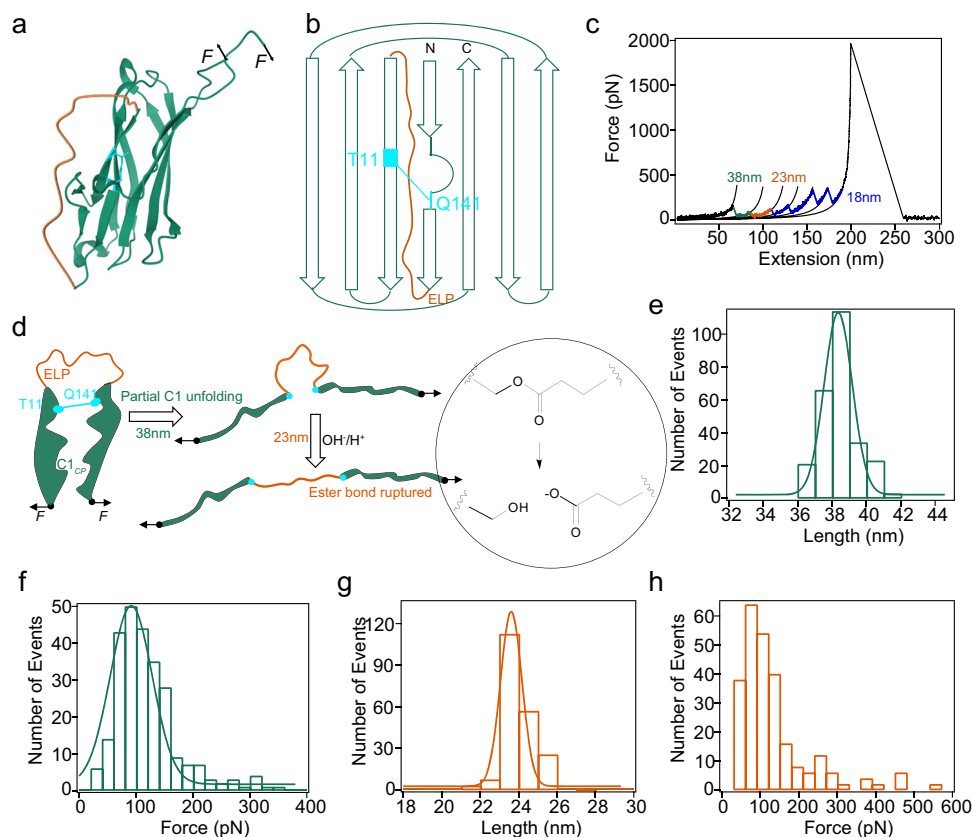 a
F
F
b
N
C
T11
Q141
ELP
c
Force (pN)
2000
1500
1000
500
0
38nm
23nm
18nm
50
100
150
200
250
300
Extension (nm)
d
ELP
T11
Q141
C1CP
F
F
Partial C1 unfolding
38nm
23nm
OH-/H+
Ester bond ruptured
O
O
OH
-O
O
e
Number of Events
100
80
60
40
20
0
32
34
36
38
40
42
44
Length (nm)
f
Number of Events
50
40
30
20
10
0
0
100
200
300
400
Force (pN)
g
Number of Events
120
90
60
30
0
18
20
22
24
26
28
30
Length (nm)
h
Number of Events
60
50
40
30
20
10
0
0
100
200
300
400
500
600
Force (pN)